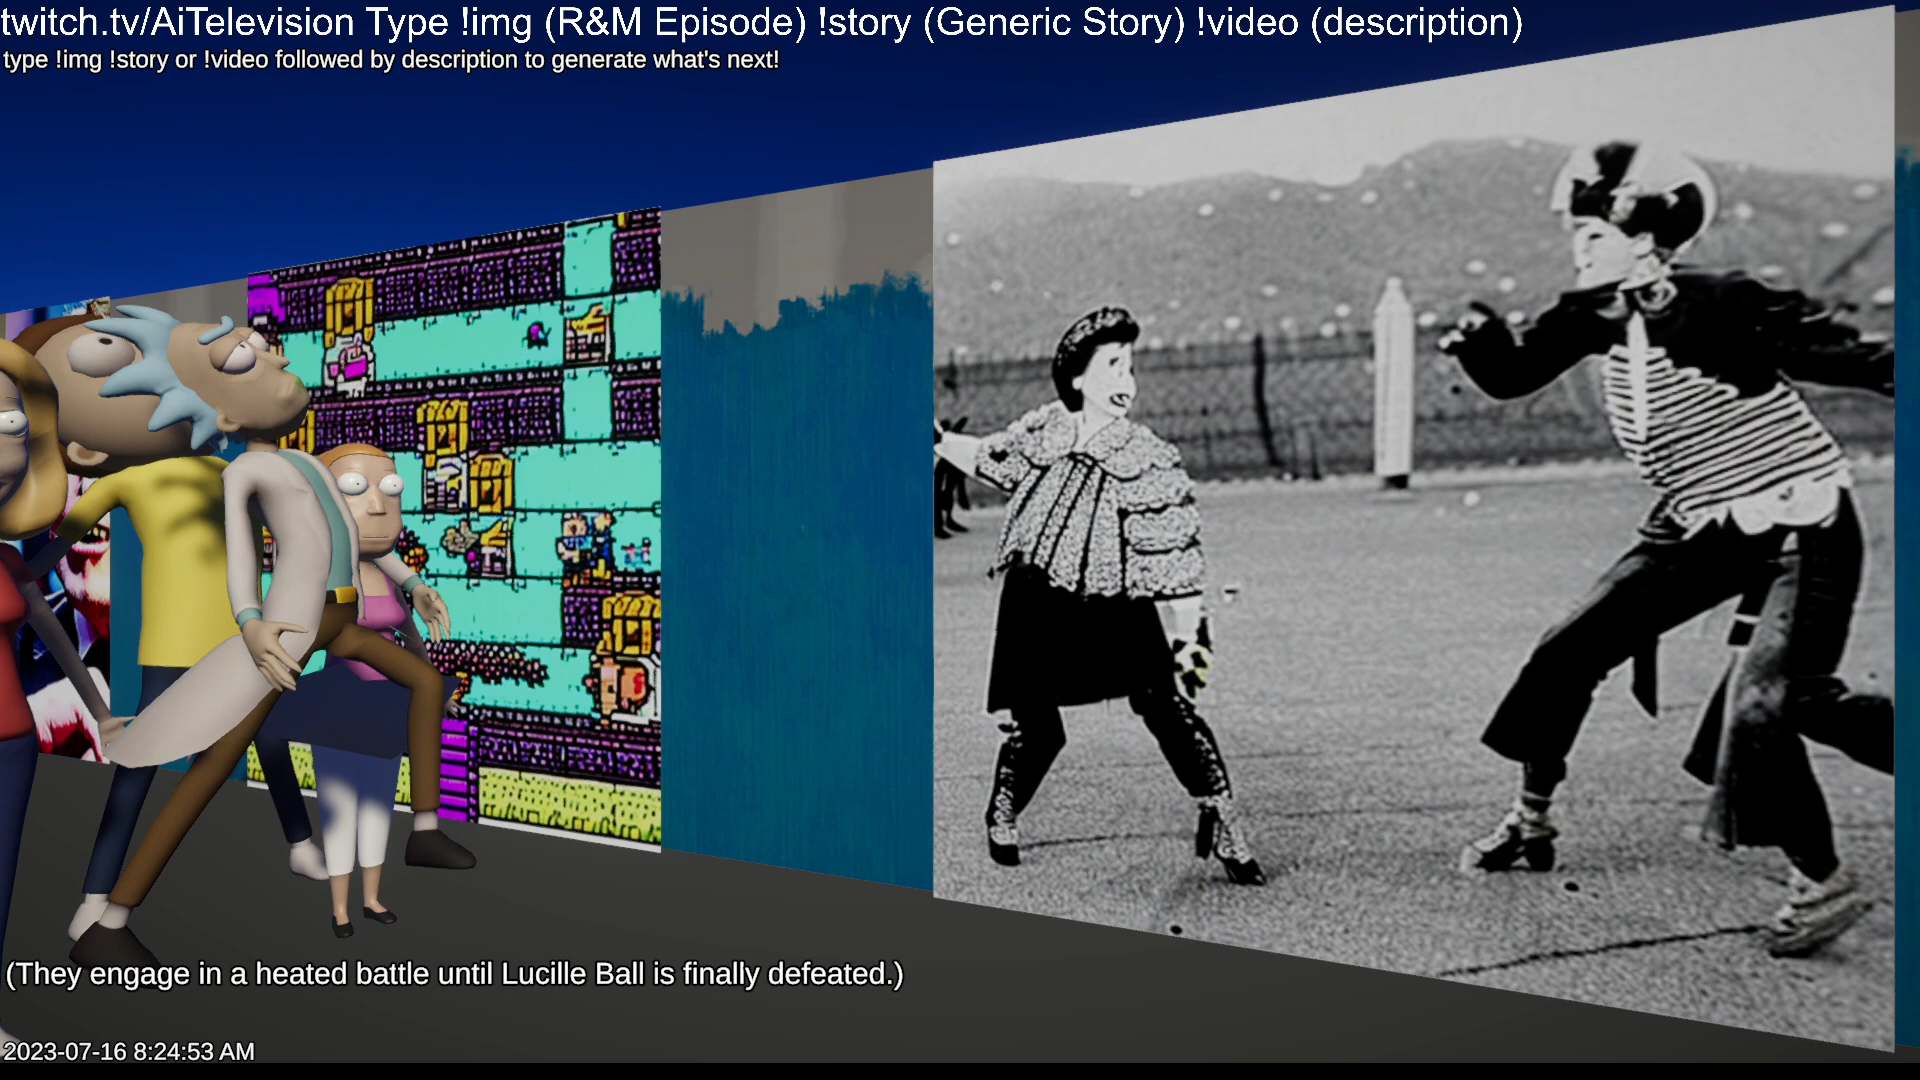 twitch.tv/AiTelevision Type !img (R&M Episode) !story (Generic Story) !video (description)
type !img !story or !video followed by description to generate what's next!
(They engage in a heated battle until Lucille Ball is finally defeated.)
2023-07-16 8:24:53 AM